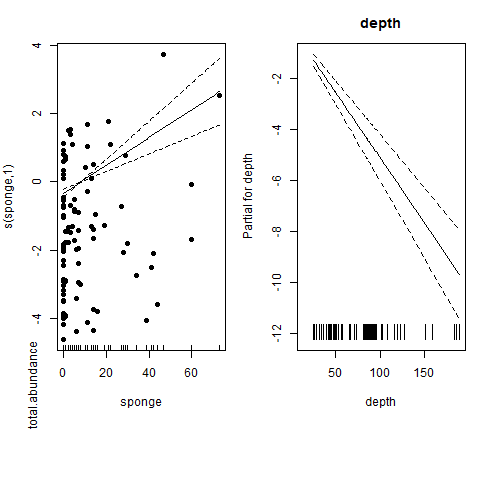 s(sponge,1)
4
2
0
-2
-4
0 20 40 60
sponge
total.abundance
depth
Partial for depth
-2
-4
-6
-8
-10
-12
50 100 150
depth